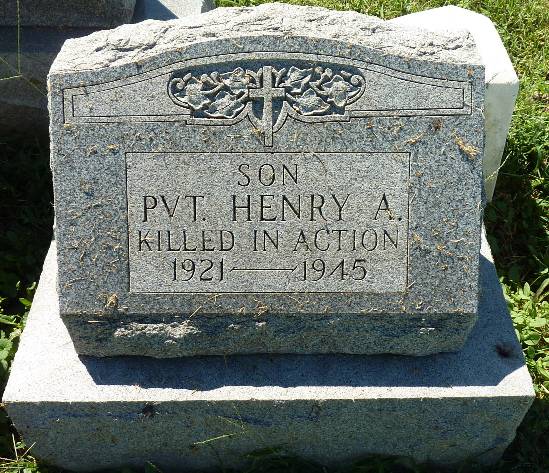 SON
PVT. HENRY A.
KILLED IN ACTION
1921——1945